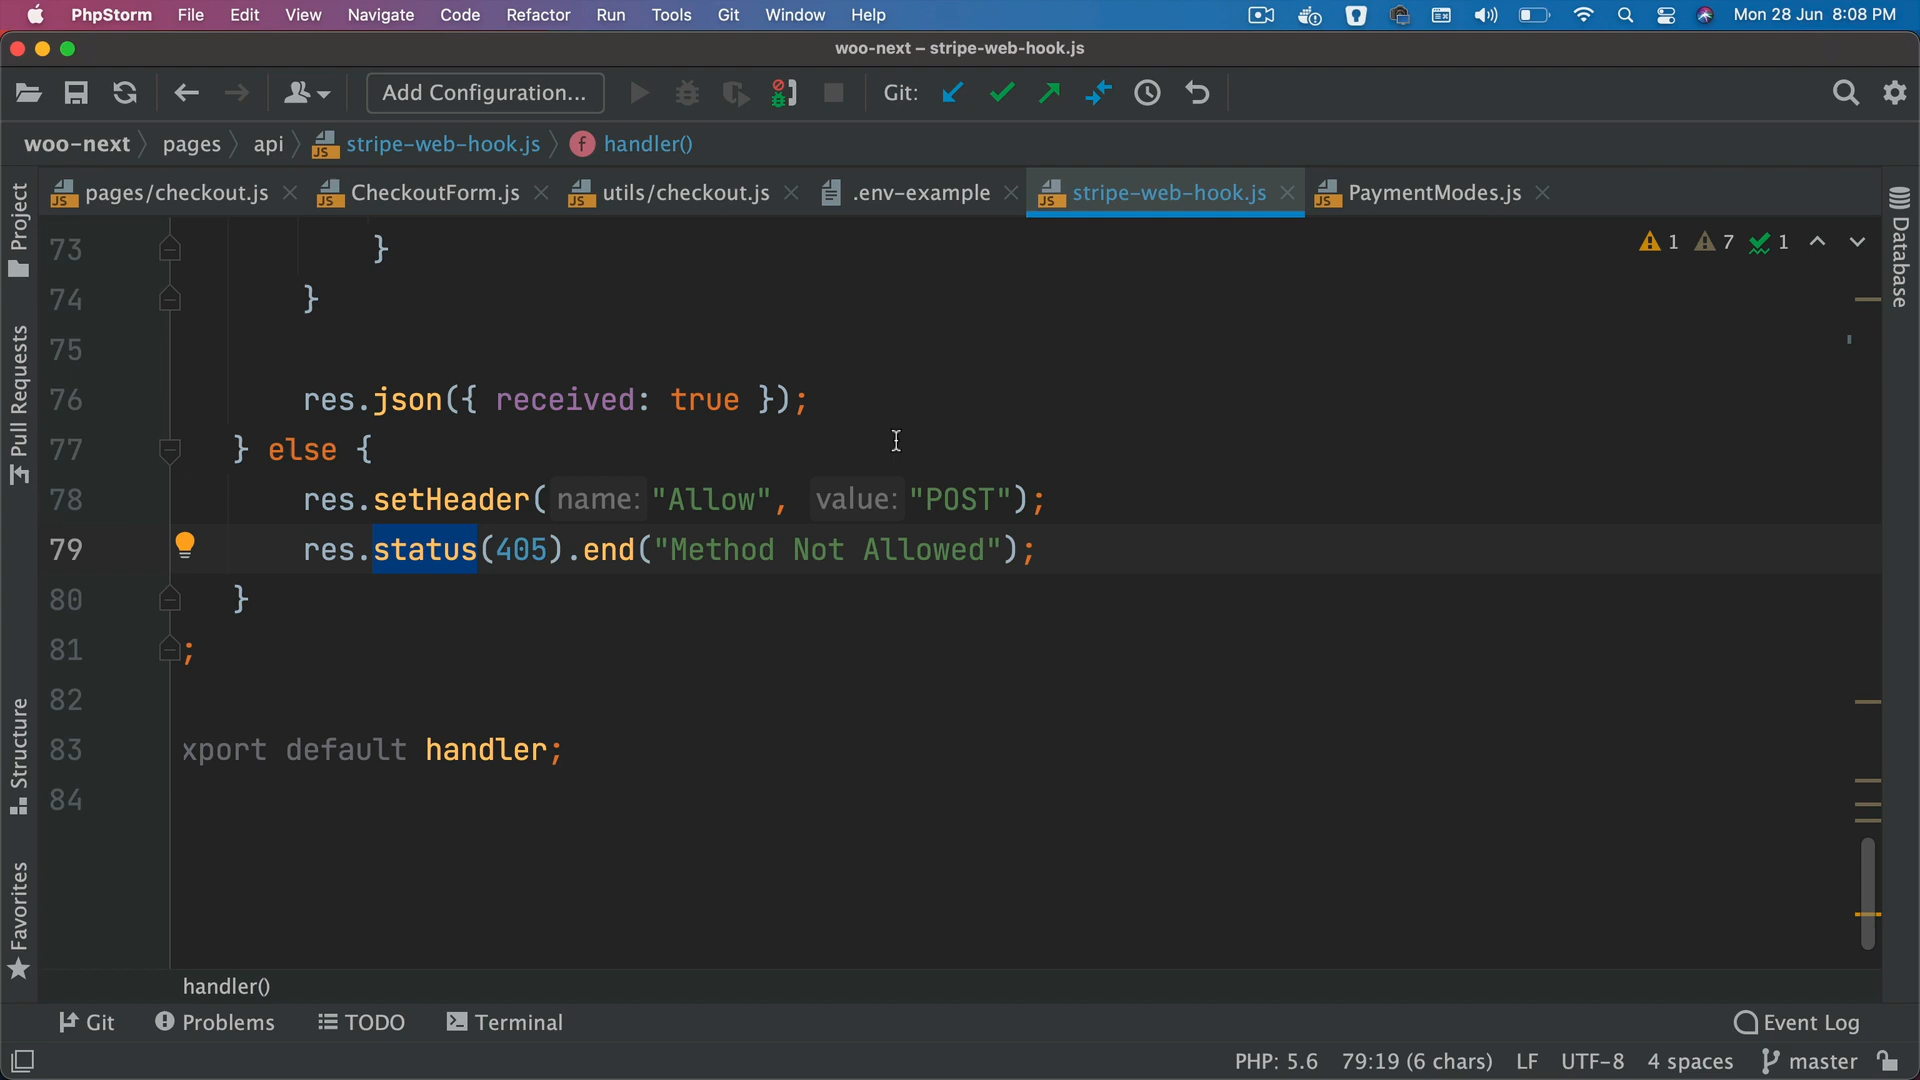 PhpStorm File Edit View Navigate Code Refactor Run Tools Git Window Help Mon 28 Jun 8:08 PM
woo-next – stripe-web-hook.js
Add Configuration... Git:
woo-next pages api stripe-web-hook.js f handler()
pages/checkout.js CheckoutForm.js utils/checkout.js .env-example stripe-web-hook.js PaymentModes.js
Project
Pull Requests
Structure
Favorites
Database
1 7 1
73 }
74 }
75
76 res.json({ received: true });
77 } else {
78 res.setHeader( name: "Allow", value: "POST");
79 res.status(405).end("Method Not Allowed");
80 }
81 ;
82
83 xport default handler;
84
handler()
Git Problems TODO Terminal Event Log
PHP: 5.6 79:19 (6 chars) LF UTF-8 4 spaces master